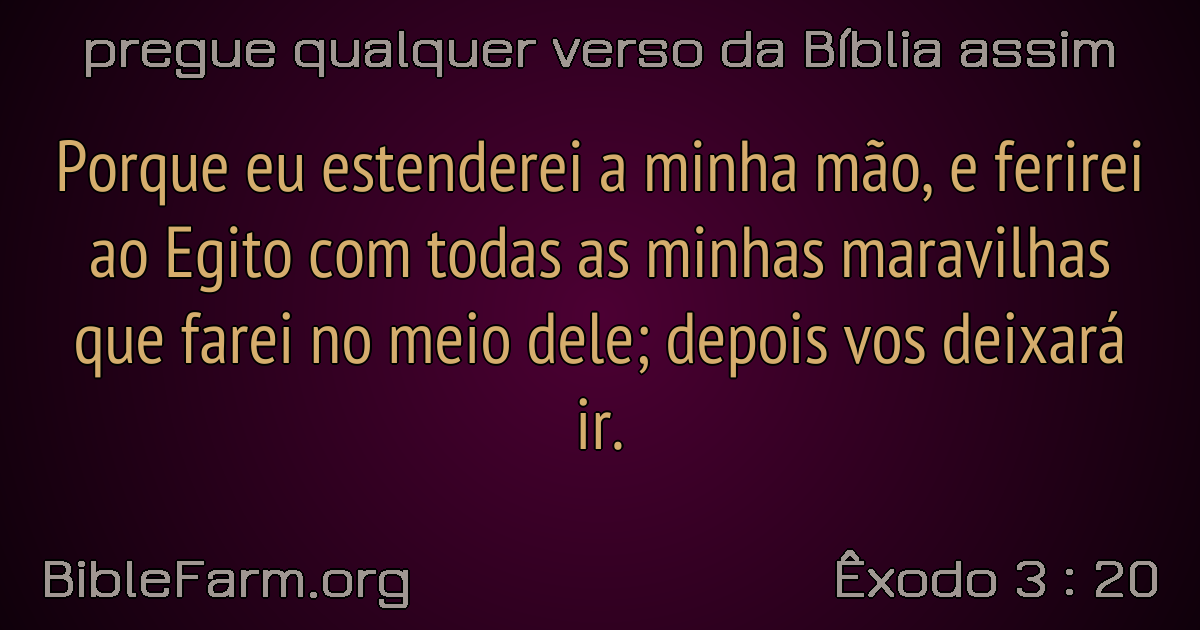 pregue qualquer verso da Bíblia assim
Porque eu estenderei a minha mão, e ferirei
ao Egito com todas as minhas maravilhas
que farei no meio dele; depois vos deixará
ir.
BibleFarm.org
Êxodo 3 : 20